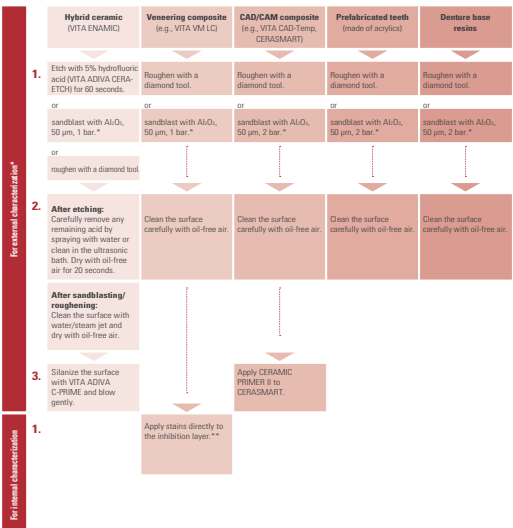 Hybrid ceramic
(VITA ENAMIC)
Veneering composite
(e.g., VITA VM LC)
CAD/CAM composite
(e.g., VITA CAD-Temp,
CERASMART)
Prefabricated teeth
(made of acrylics)
Denture base
resins
For external characterization*
1.
Etch with 5% hydrofluoric
acid (VITA ADIVA CERA-
ETCH) for 60 seconds.
Roughen with a
diamond tool.
Roughen with a
diamond tool.
Roughen with a
diamond tool.
Roughen with a
diamond tool.
or
or
or
or
or
sandblast with Al₂O₃,
50 µm, 1 bar.*
sandblast with Al₂O₃,
50 µm, 1 bar.*
sandblast with Al₂O₃,
50 µm, 2 bar.*
sandblast with Al₂O₃,
50 µm, 2 bar.*
sandblast with Al₂O₃,
50 µm, 2 bar.*
or
roughen with a diamond tool.
2.
After etching:
Carefully remove any
remaining acid by
spraying with water or
clean in the ultrasonic
bath. Dry with oil-free
air for 20 seconds.
Clean the surface
carefully with oil-free air.
Clean the surface
carefully with oil-free air.
Clean the surface
carefully with oil-free air.
Clean the surface
carefully with oil-free air.
After sandblasting/
roughening:
Clean the surface with
water/steam jet and
dry with oil-free air.
3.
Silanize the surface
with VITA ADIVA
C-PRIME and blow
gently.
Apply CERAMIC
PRIMER II to
CERASMART.
For internal characterization
1.
Apply stains directly to
the inhibition layer.**